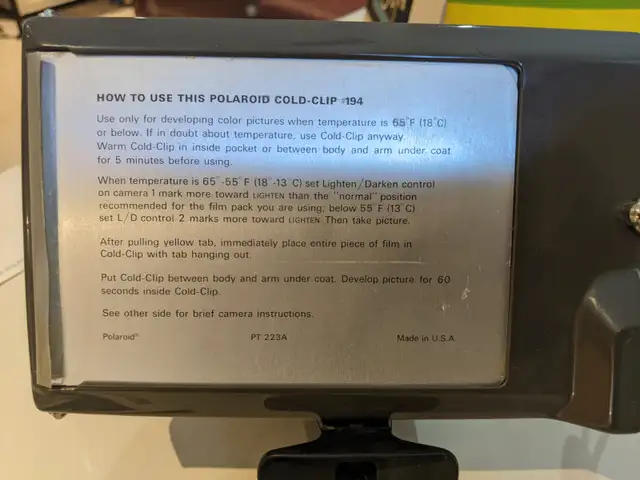 HOW TO USE THIS POLAROID COLD-CLIP #194
Use only for developing color pictures when temperature is 65°F (18°C)
or below. If in doubt about temperature, use Cold-Clip anyway.
Warm Cold-Clip in inside pocket or between body and arm under coat
for 5 minutes before using.
When temperature is 65°-55°F (18°-13°C) set Lighten/Darken control
on camera 1 mark more toward LIGHTEN than the "normal" position
recommended for the film pack you are using; below 55°F (13°C)
set L/D control 2 marks more toward LIGHTEN Then take picture.
After pulling yellow tab, immediately place entire piece of film in
Cold-Clip with tab hanging out.
Put Cold-Clip between body and arm under coat. Develop picture for 60
seconds inside Cold-Clip.
See other side for brief camera instructions.
Polaroid® PT 223A Made in U.S.A.